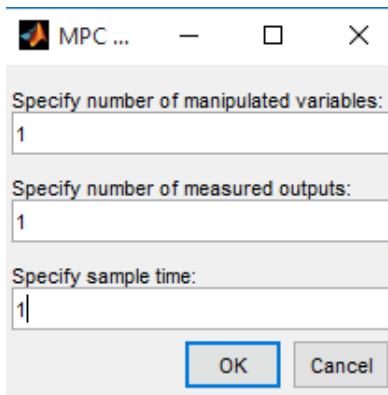 MPC ...
Specify number of manipulated variables:
1
Specify number of measured outputs:
1
Specify sample time:
1
OK Cancel